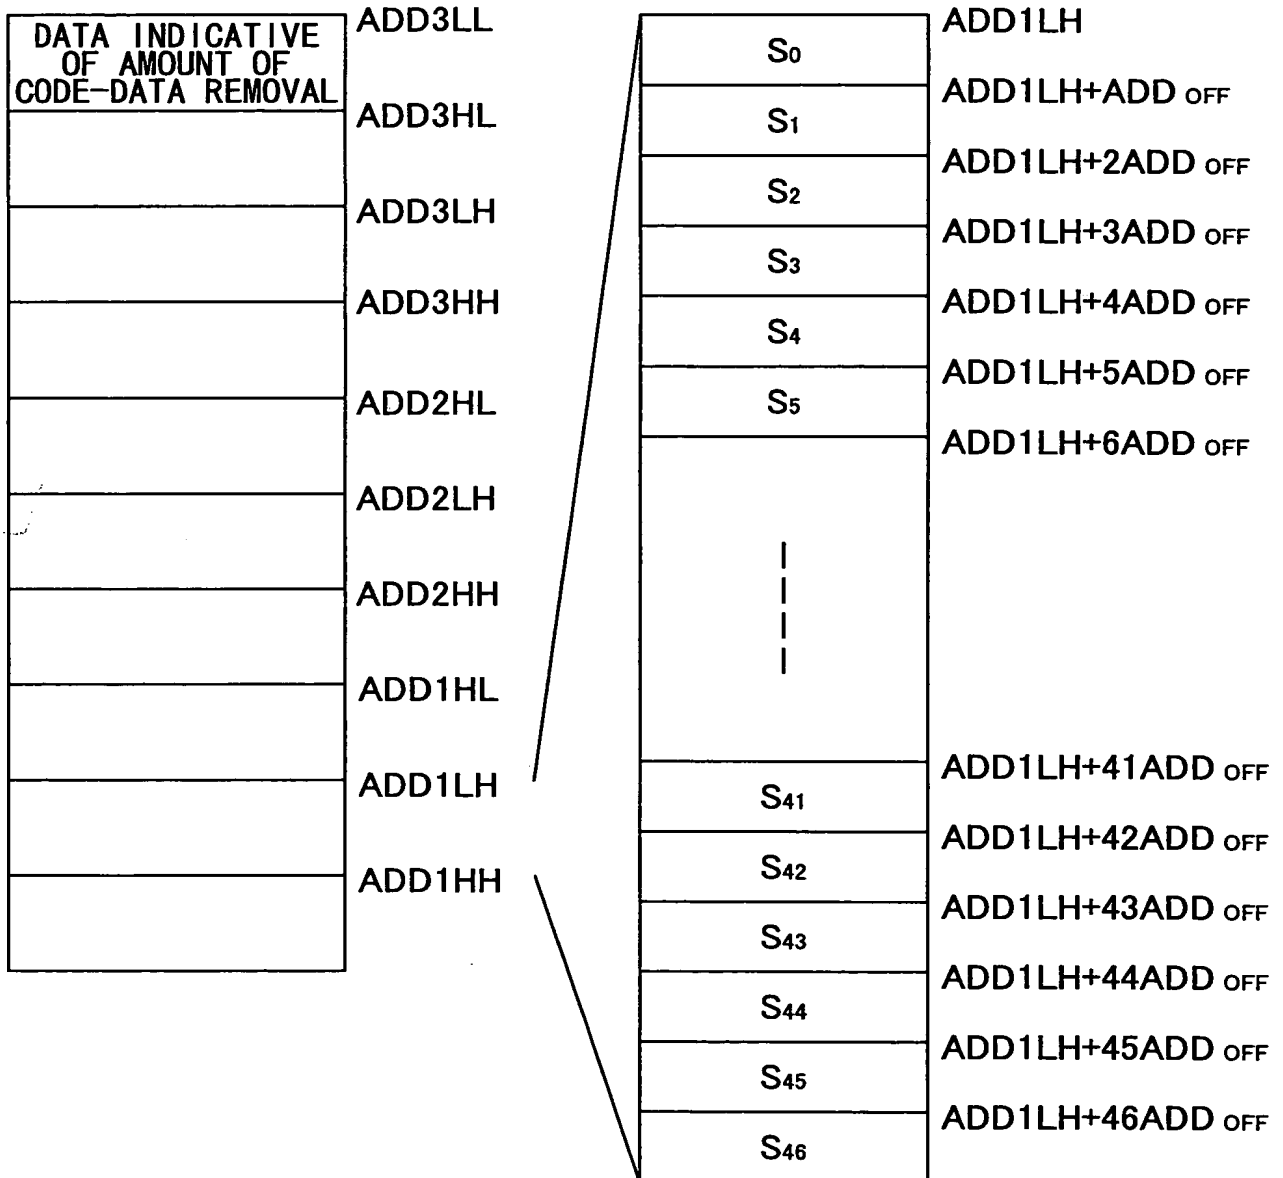 DATA INDICATIVE
OF AMOUNT OF
CODE-DATA REMOVAL
ADD3LL
ADD3HL
ADD3LH
ADD3HH
ADD2HL
ADD2LH
ADD2HH
ADD1HL
ADD1LH
ADD1HH
S0
S1
S2
S3
S4
S5
S41
S42
S43
S44
S45
S46
ADD1LH
ADD1LH+ADD OFF
ADD1LH+2ADD OFF
ADD1LH+3ADD OFF
ADD1LH+4ADD OFF
ADD1LH+5ADD OFF
ADD1LH+6ADD OFF
ADD1LH+41ADD OFF
ADD1LH+42ADD OFF
ADD1LH+43ADD OFF
ADD1LH+44ADD OFF
ADD1LH+45ADD OFF
ADD1LH+46ADD OFF